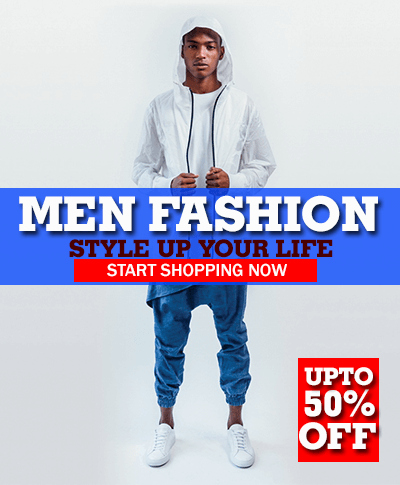 MEN FASHION
STYLE UP YOUR LIFE
START SHOPPING NOW
UPTO
50%
OFF